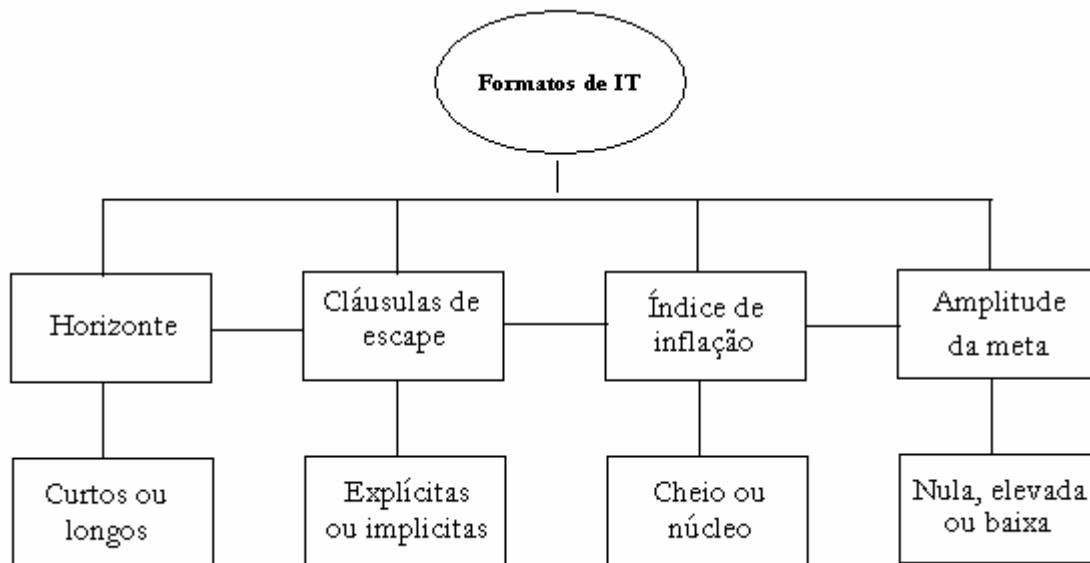 Formatos de IT
Horizonte
Cláusulas de
escape
Índice de
inflação
Amplitude
da meta
Curtos ou
longos
Explícitas
ou implicitas
Cheio ou
núcleo
Nula, elevada
ou baixa